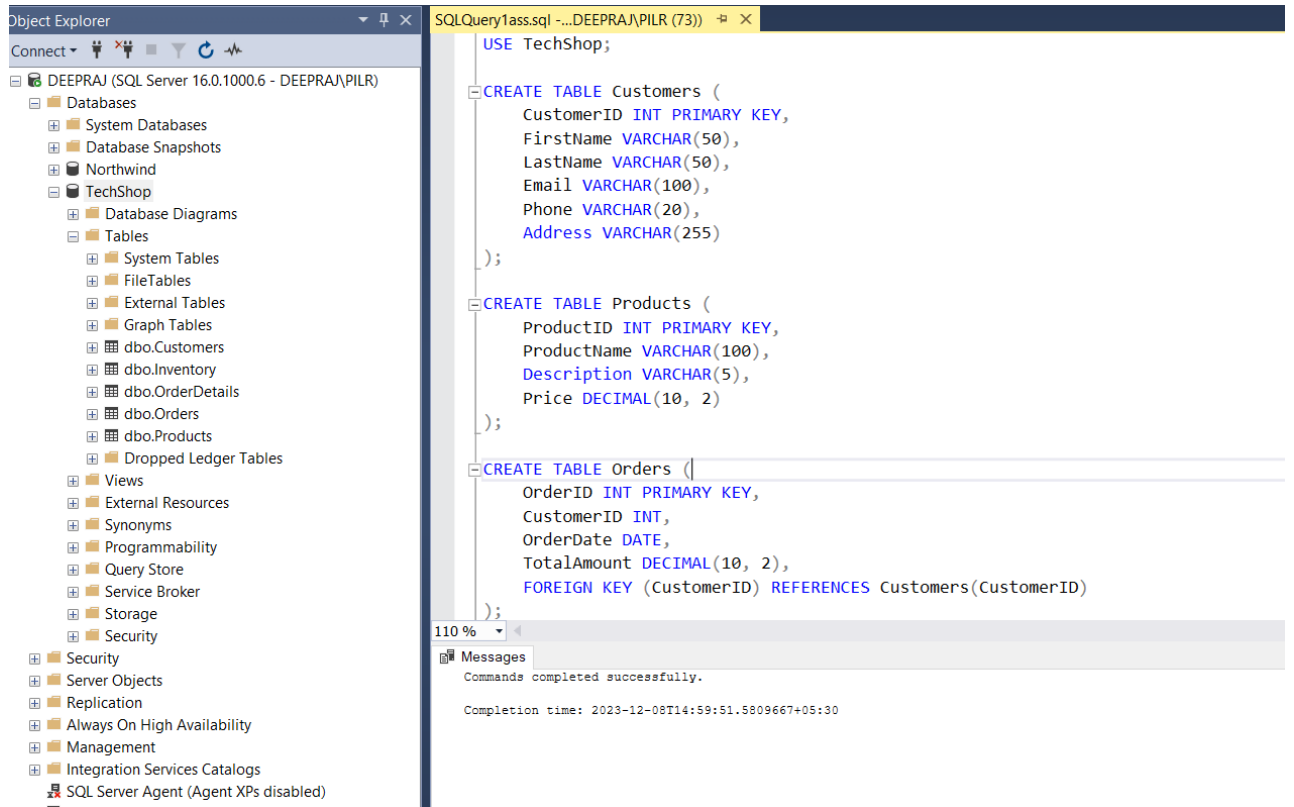 Object Explorer
Connect
DEEPRAJ (SQL Server 16.0.1000.6 - DEEPRAJ\PILR)
Databases
System Databases
Database Snapshots
Northwind
TechShop
Database Diagrams
Tables
System Tables
FileTables
External Tables
Graph Tables
dbo.Customers
dbo.Inventory
dbo.OrderDetails
dbo.Orders
dbo.Products
Dropped Ledger Tables
Views
External Resources
Synonyms
Programmability
Query Store
Service Broker
Storage
Security
Security
Server Objects
Replication
Always On High Availability
Management
Integration Services Catalogs
SQL Server Agent (Agent XPs disabled)
SQLQuery1ass.sql -...DEEPRAJ\PILR (73))
USE TechShop;
CREATE TABLE Customers (
CustomerID INT PRIMARY KEY,
FirstName VARCHAR(50),
LastName VARCHAR(50),
Email VARCHAR(100),
Phone VARCHAR(20),
Address VARCHAR(255)
);
CREATE TABLE Products (
ProductID INT PRIMARY KEY,
ProductName VARCHAR(100),
Description VARCHAR(5),
Price DECIMAL(10, 2)
);
CREATE TABLE Orders (
OrderID INT PRIMARY KEY,
CustomerID INT,
OrderDate DATE,
TotalAmount DECIMAL(10, 2),
FOREIGN KEY (CustomerID) REFERENCES Customers(CustomerID)
);
110 %
Messages
Commands completed successfully.
Completion time: 2023-12-08T14:59:51.5809667+05:30